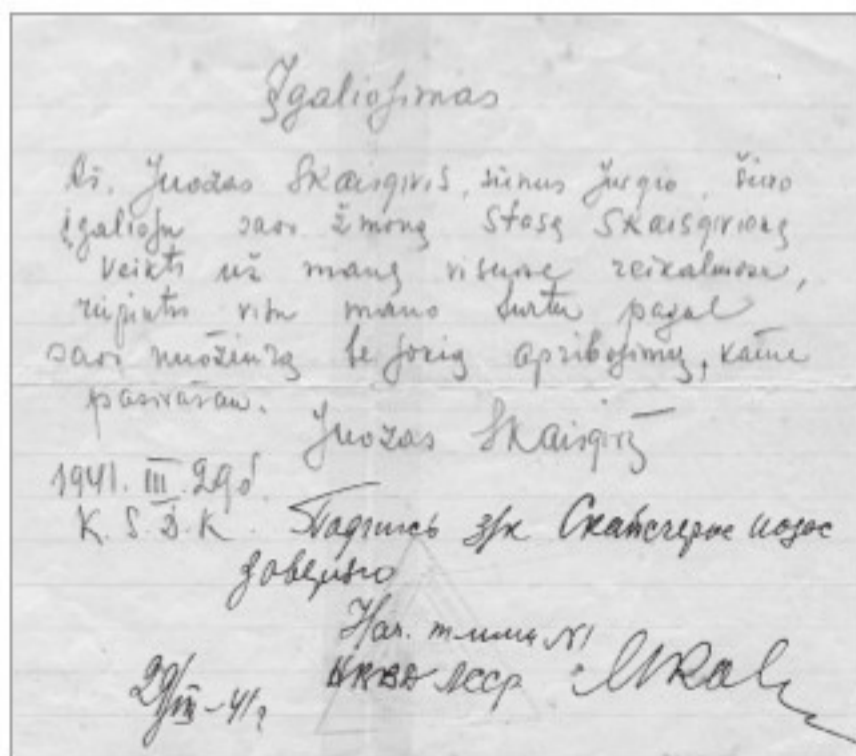 Įgaliojimas
Aš, Juozas Skaisgiris, sūnus Jurgio, šiuo
įgalioju savo žmoną Stasę Skaisgirienę
veikti už mane visuose reikaluose,
rūpintis visu mano turtu pagal
savo nuožiūrą be jokių apribojimų, kame
pasirašau.
Juozas Skaisgiris
1941. III. 29 d.
K. S. D. K. Подпись з/к Скайсгерас Иозас
заверяю
Нач. тюрьмы №1
НКВД ЛССР
29/III-41г